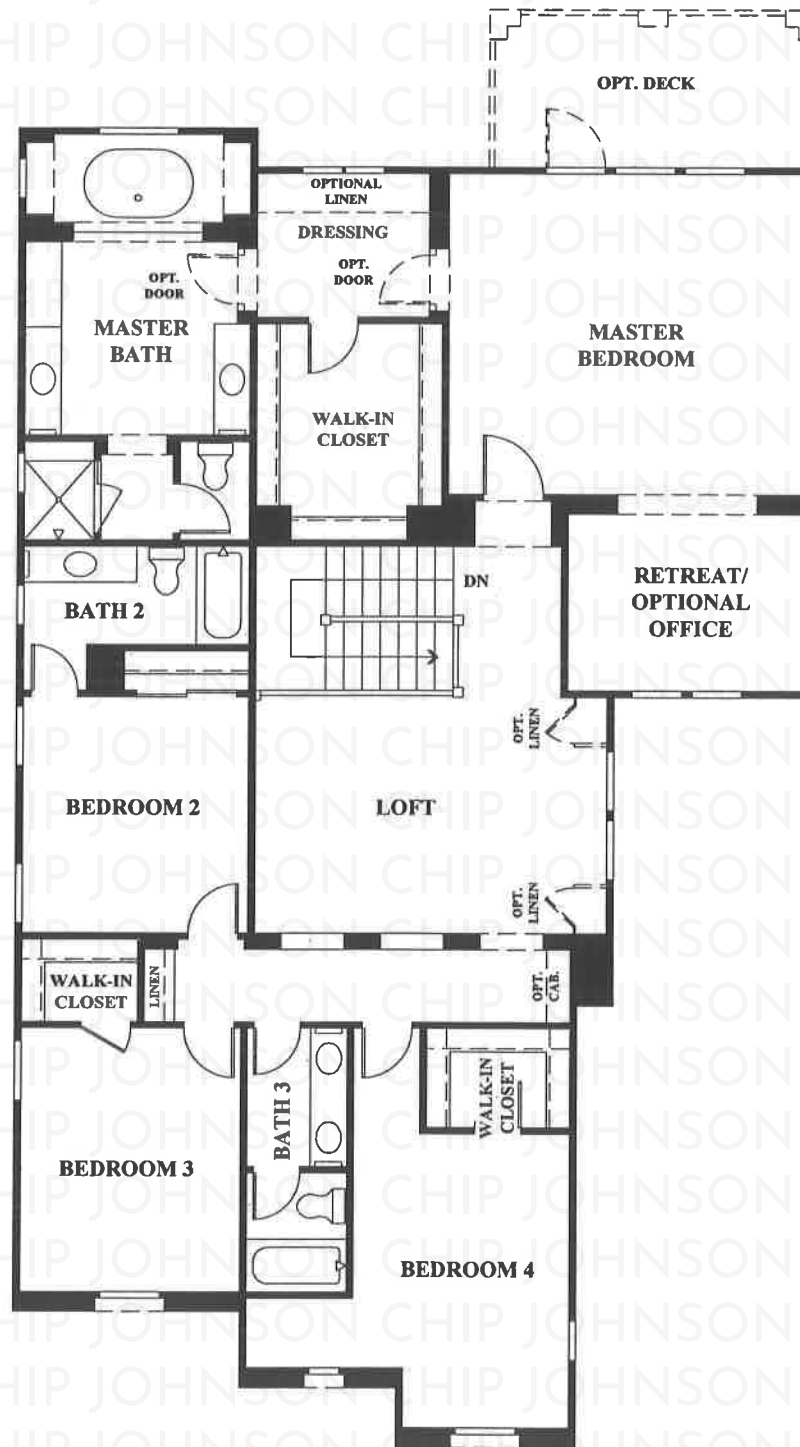 OPT. DECK
OPTIONAL
LINEN
DRESSING
OPT.
DOOR
OPT.
DOOR
MASTER
BATH
MASTER
BEDROOM
WALK-IN
CLOSET
DN
RETREAT/
OPTIONAL
OFFICE
BATH 2
OPT.
LINEN
BEDROOM 2
LOFT
OPT.
LINEN
WALK-IN
CLOSET
LINEN
OPT.
CAB.
WALK-IN
CLOSET
BATH 3
BEDROOM 3
BEDROOM 4
CHIP JOHNSON